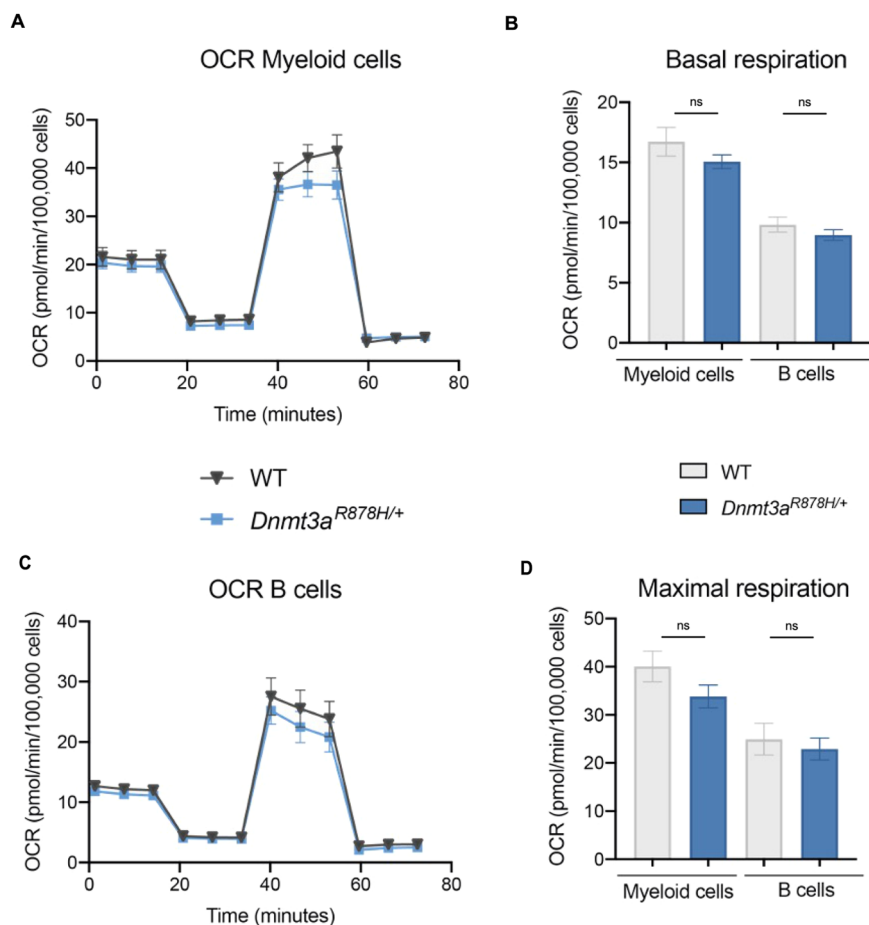 A
OCR Myeloid cells
OCR (pmol/min/100,000 cells)
50
40
30
20
10
0
0 20 40 60 80
Time (minutes)
B
Basal respiration
OCR (pmol/min/100,000 cells)
20
15
10
5
0
ns ns
Myeloid cells B cells
WT
Dnmt3a^R878H/+
WT
Dnmt3a^R878H/+
C
OCR B cells
OCR (pmol/min/100,000 cells)
40
30
20
10
0
0 20 40 60 80
Time (minutes)
D
Maximal respiration
OCR (pmol/min/100,000 cells)
50
40
30
20
10
0
ns ns
Myeloid cells B cells